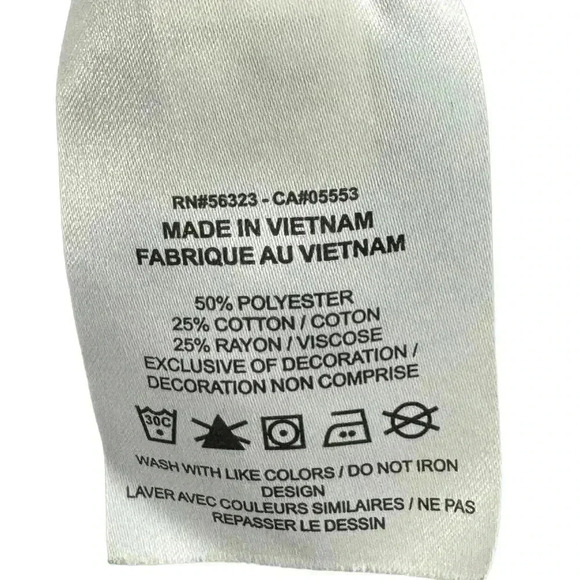 RN#56323 - CA#05553
MADE IN VIETNAM
FABRIQUE AU VIETNAM
50% POLYESTER
25% COTTON / COTON
25% RAYON / VISCOSE
EXCLUSIVE OF DECORATION /
DECORATION NON COMPRISE
30C
WASH WITH LIKE COLORS / DO NOT IRON
DESIGN
LAVER AVEC COULEURS SIMILAIRES / NE PAS
REPASSER LE DESSIN